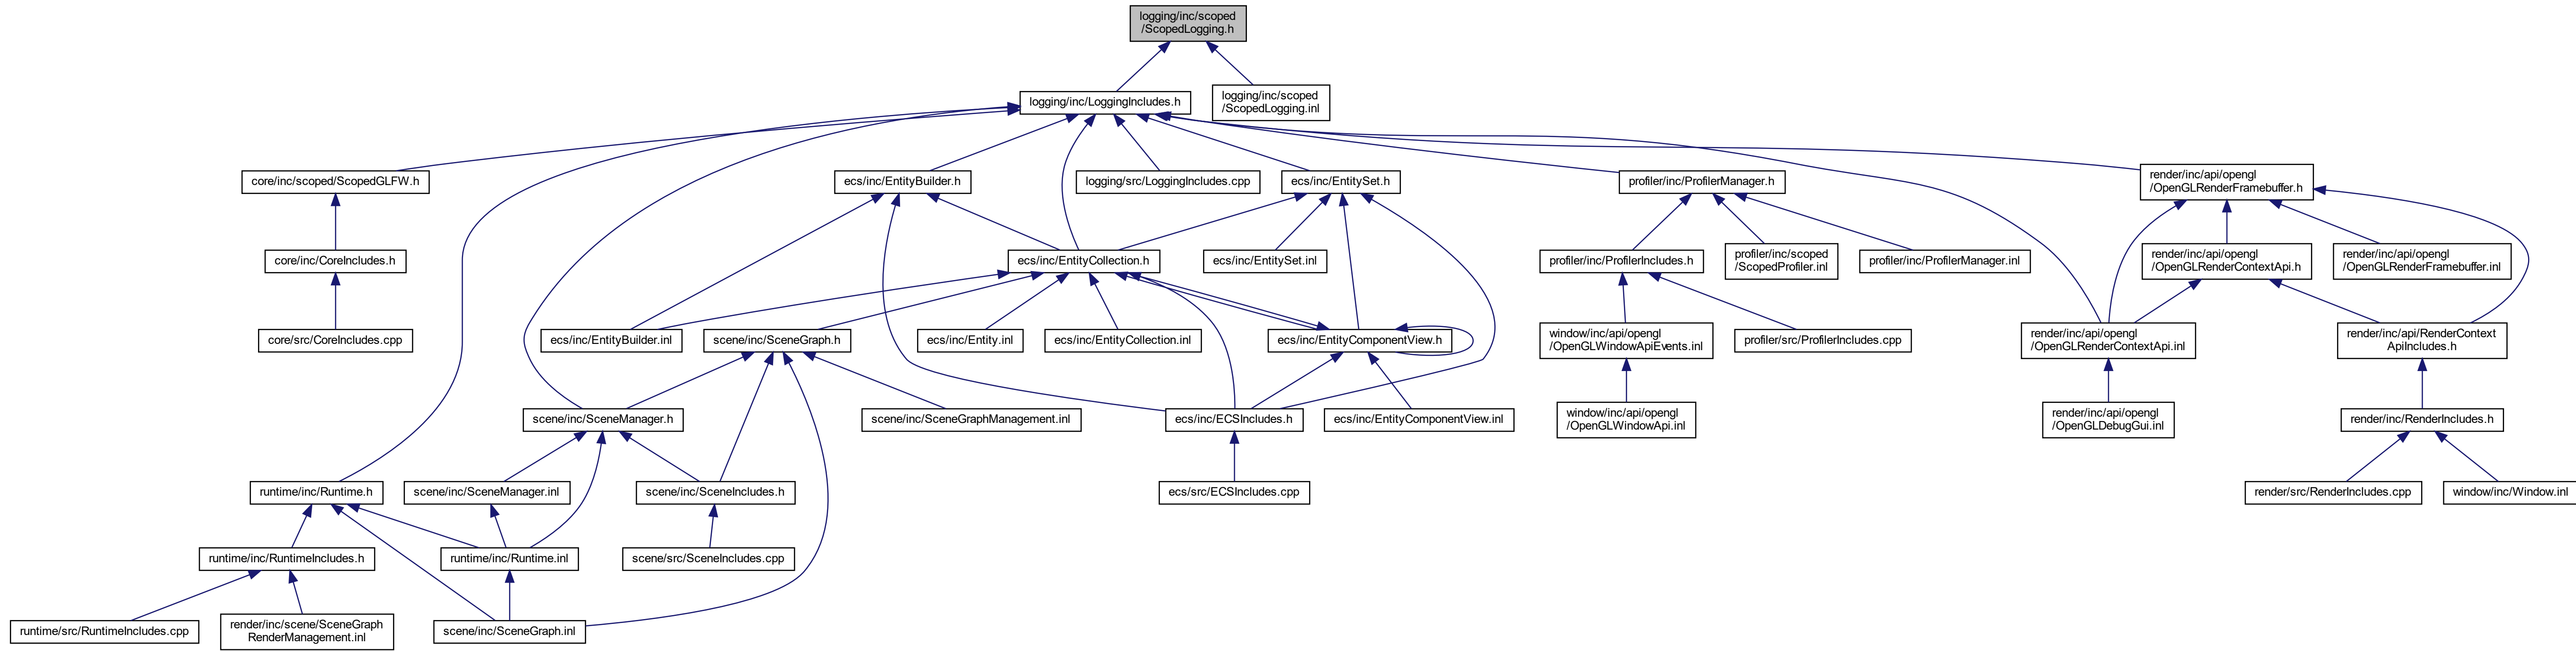 logging/inc/scoped
/ScopedLogging.h
logging/inc/LoggingIncludes.h
logging/inc/scoped
/ScopedLogging.inl
core/inc/scoped/ScopedGLFW.h
ecs/inc/EntityBuilder.h
logging/src/LoggingIncludes.cpp
ecs/inc/EntitySet.h
profiler/inc/ProfilerManager.h
render/inc/api/opengl
/OpenGLRenderFramebuffer.h
core/inc/CoreIncludes.h
ecs/inc/EntityCollection.h
ecs/inc/EntitySet.inl
profiler/inc/ProfilerIncludes.h
profiler/inc/scoped
/ScopedProfiler.inl
profiler/inc/ProfilerManager.inl
render/inc/api/opengl
/OpenGLRenderContextApi.h
render/inc/api/opengl
/OpenGLRenderFramebuffer.inl
core/src/CoreIncludes.cpp
ecs/inc/EntityBuilder.inl
scene/inc/SceneGraph.h
ecs/inc/Entity.inl
ecs/inc/EntityCollection.inl
ecs/inc/EntityComponentView.h
window/inc/api/opengl
/OpenGLWindowApiEvents.inl
profiler/src/ProfilerIncludes.cpp
render/inc/api/opengl
/OpenGLRenderContextApi.inl
render/inc/api/RenderContext
ApiIncludes.h
scene/inc/SceneManager.h
scene/inc/SceneGraphManagement.inl
ecs/inc/ECSIncludes.h
ecs/inc/EntityComponentView.inl
window/inc/api/opengl
/OpenGLWindowApi.inl
render/inc/api/opengl
/OpenGLDebugGui.inl
render/inc/RenderIncludes.h
runtime/inc/Runtime.h
scene/inc/SceneManager.inl
scene/inc/SceneIncludes.h
ecs/src/ECSIncludes.cpp
render/src/RenderIncludes.cpp
window/inc/Window.inl
runtime/inc/RuntimeIncludes.h
runtime/inc/Runtime.inl
scene/src/SceneIncludes.cpp
runtime/src/RuntimeIncludes.cpp
render/inc/scene/SceneGraph
RenderManagement.inl
scene/inc/SceneGraph.inl